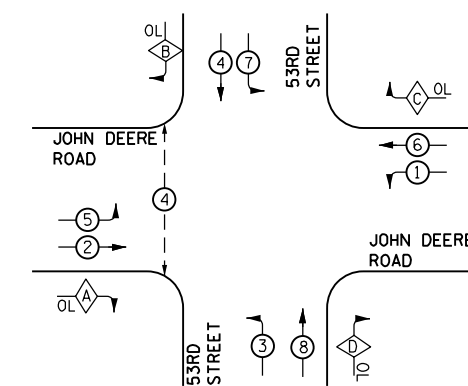 OL
B
4
7
53RD
STREET
C
OL
JOHN DEERE
ROAD
6
1
4
5
2
JOHN DEERE
ROAD
OL
A
53RD
STREET
3
8
D
OL